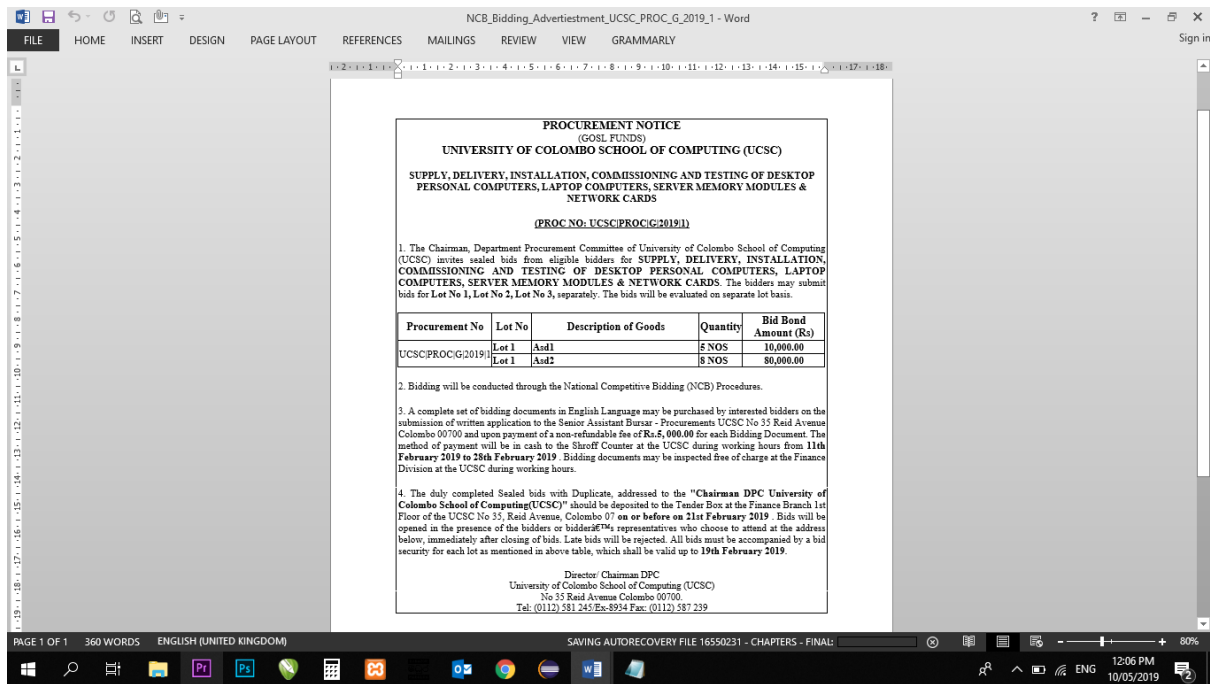 NCB_Bidding_Advertiestment_UCSC_PROC_G_2019_1 - Word
FILE HOME INSERT DESIGN PAGE LAYOUT REFERENCES MAILINGS REVIEW VIEW GRAMMARLY Sign in
PROCUREMENT NOTICE
(GOSL FUNDS)
UNIVERSITY OF COLOMBO SCHOOL OF COMPUTING (UCSC)
SUPPLY, DELIVERY, INSTALLATION, COMMISSIONING AND TESTING OF DESKTOP
PERSONAL COMPUTERS, LAPTOP COMPUTERS, SERVER MEMORY MODULES &
NETWORK CARDS
(PROC NO: UCSC|PROC|G|2019|1)
1. The Chairman, Department Procurement Committee of University of Colombo School of Computing
(UCSC) invites sealed bids from eligible bidders for SUPPLY, DELIVERY, INSTALLATION,
COMMISSIONING AND TESTING OF DESKTOP PERSONAL COMPUTERS, LAPTOP
COMPUTERS, SERVER MEMORY MODULES & NETWORK CARDS. The bidders may submit
bids for Lot No 1, Lot No 2, Lot No 3, separately. The bids will be evaluated on separate lot basis.
Procurement No Lot No Description of Goods Quantity Bid Bond
Amount (Rs)
UCSC|PROC|G|2019|1 Lot 1 Asd1 5 NOS 10,000.00
Lot 1 Asd2 8 NOS 80,000.00
2. Bidding will be conducted through the National Competitive Bidding (NCB) Procedures.
3. A complete set of bidding documents in English Language may be purchased by interested bidders on the
submission of written application to the Senior Assistant Bursar - Procurements UCSC No 35 Reid Avenue
Colombo 00700 and upon payment of a non-refundable fee of Rs.5, 000.00 for each Bidding Document. The
method of payment will be in cash to the Shroff Counter at the UCSC during working hours from 11th
February 2019 to 28th February 2019 . Bidding documents may be inspected free of charge at the Finance
Division at the UCSC during working hours.
4. The duly completed Sealed bids with Duplicate, addressed to the "Chairman DPC University of
Colombo School of Computing(UCSC)" should be deposited to the Tender Box at the Finance Branch 1st
Floor of the UCSC No 35, Reid Avenue, Colombo 07 on or before on 21st February 2019 . Bids will be
opened in the presence of the bidders or bidderâ€™s representatives who choose to attend at the address
below, immediately after closing of bids. Late bids will be rejected. All bids must be accompanied by a bid
security for each lot as mentioned in above table, which shall be valid up to 19th February 2019.
Director/ Chairman DPC
University of Colombo School of Computing (UCSC)
No 35 Reid Avenue Colombo 00700.
Tel: (0112) 581 245/Ex-8934 Fax: (0112) 587 239
PAGE 1 OF 1 360 WORDS ENGLISH (UNITED KINGDOM) SAVING AUTORECOVERY FILE 16550231 - CHAPTERS - FINAL: 80%
Pr Ps ENG 12:06 PM
10/05/2019 2